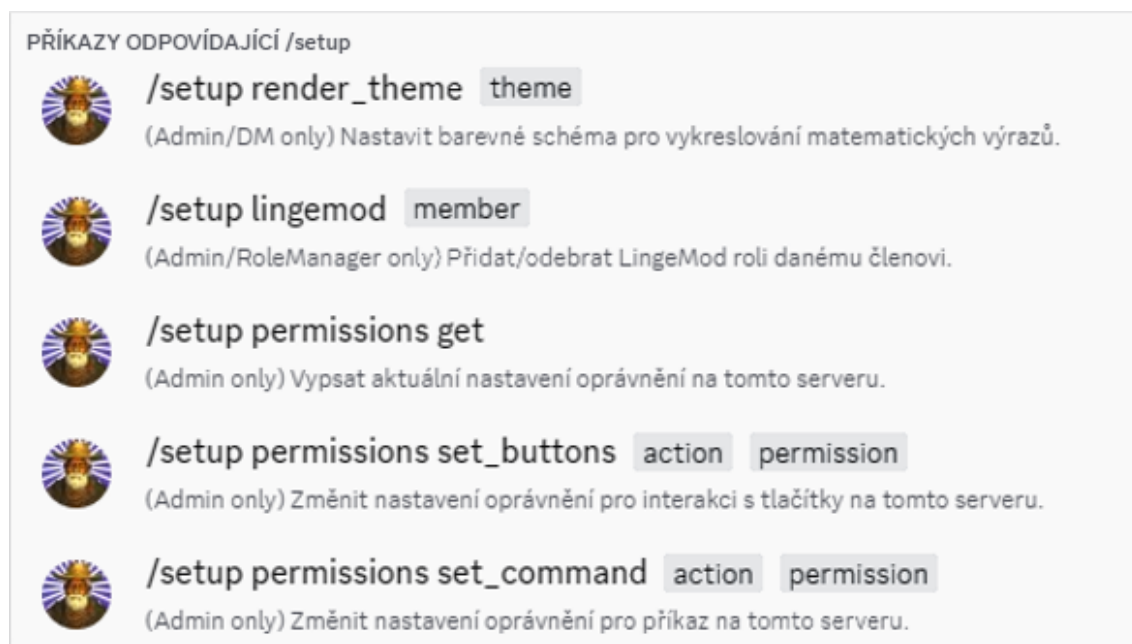 PŘÍKAZY ODPOVÍDAJÍCÍ /setup
/setup render_theme theme
(Admin/DM only) Nastavit barevné schéma pro vykreslování matematických výrazů.
/setup lingemod member
(Admin/RoleManager only) Přidat/odebrat LingeMod roli danému členovi.
/setup permissions get
(Admin only) Vypsat aktuální nastavení oprávnění na tomto serveru.
/setup permissions set_buttons action permission
(Admin only) Změnit nastavení oprávnění pro interakci s tlačítky na tomto serveru.
/setup permissions set_command action permission
(Admin only) Změnit nastavení oprávnění pro příkaz na tomto serveru.